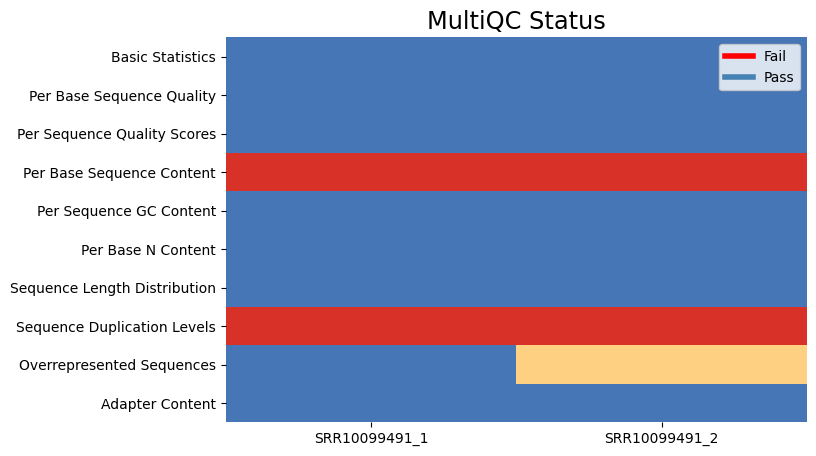 MultiQC Status
Basic Statistics
Per Base Sequence Quality
Per Sequence Quality Scores
Per Base Sequence Content
Per Sequence GC Content
Per Base N Content
Sequence Length Distribution
Sequence Duplication Levels
Overrepresented Sequences
Adapter Content
Fail
Pass
SRR10099491_1
SRR10099491_2